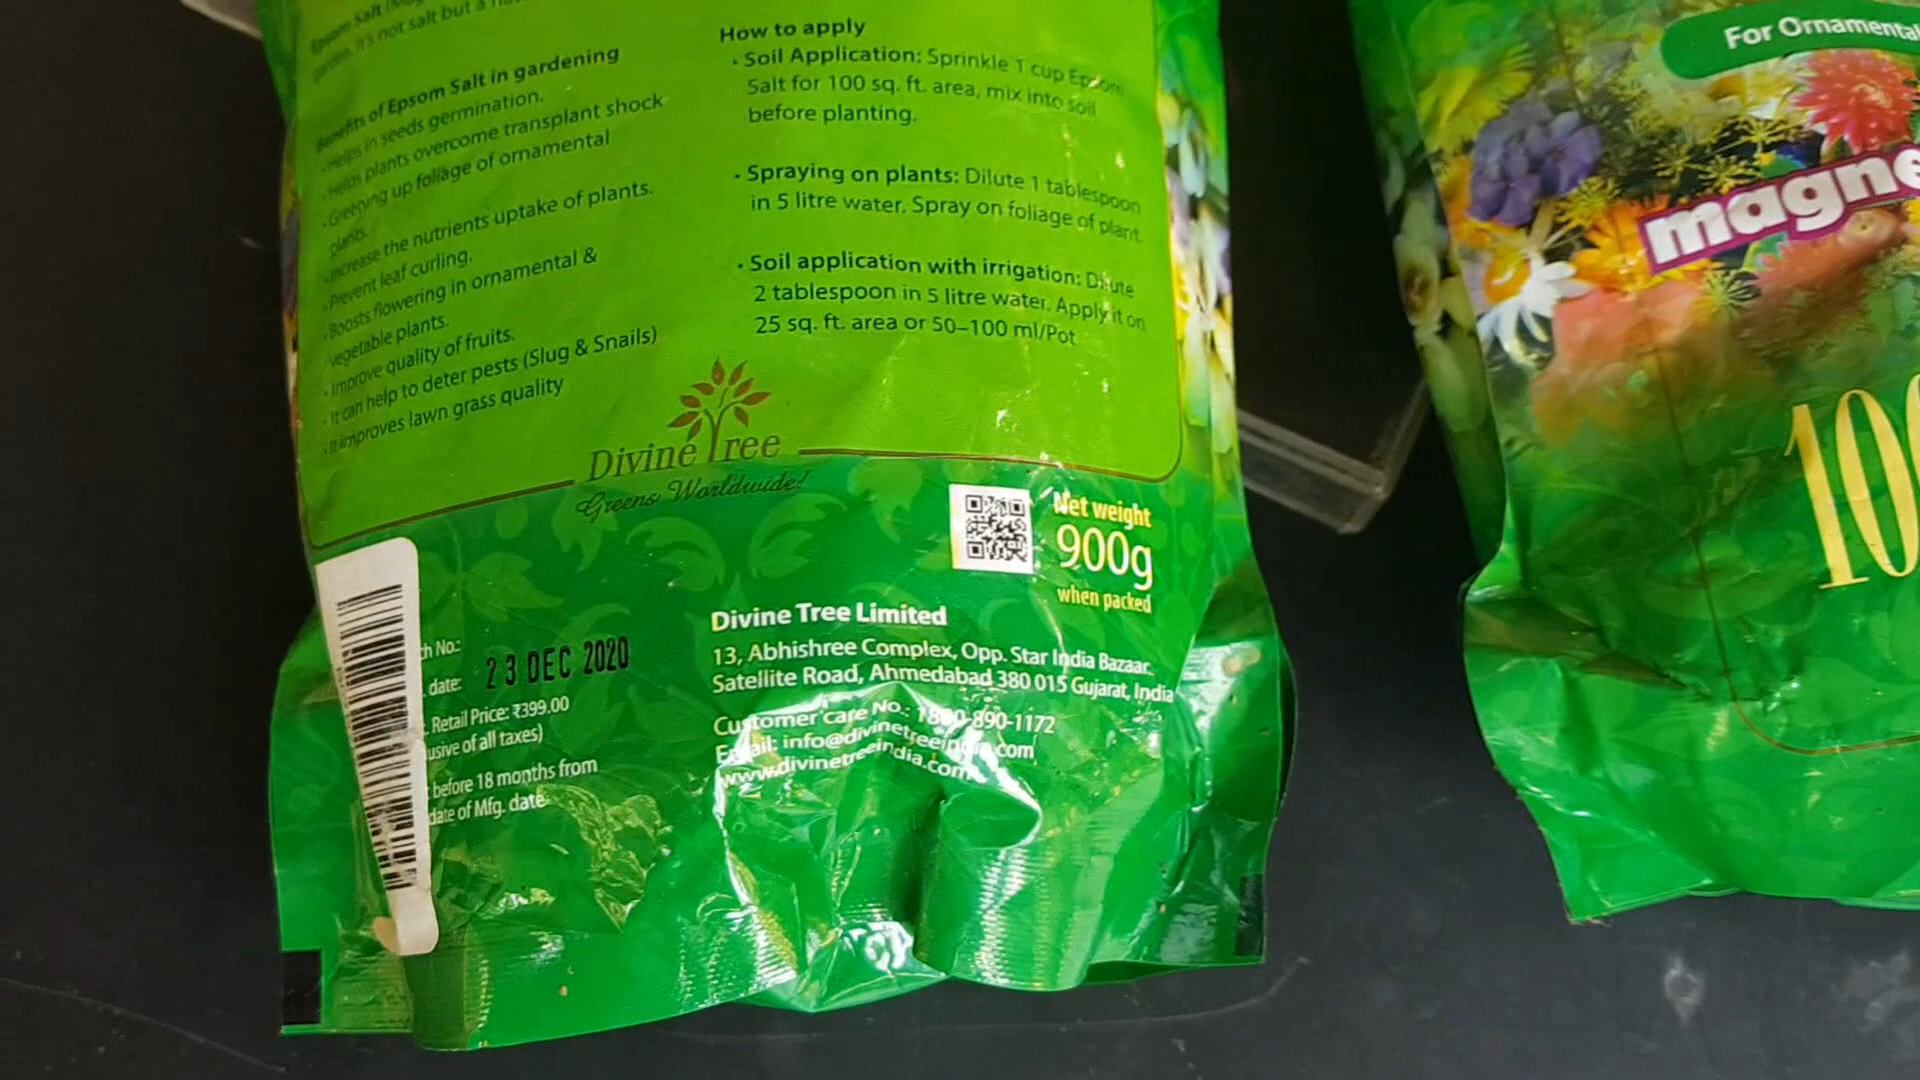 Epsom Salt
it's not salt but a
Benefits of Epsom Salt in gardening
• Helps in seeds germination.
• Helps plants overcome transplant shock
• Greening up foliage of ornamental
plants.
• Increase the nutrients uptake of plants.
• Prevent leaf curling.
• Boosts flowering in ornamental &
vegetable plants.
• Improve quality of fruits.
• It can help to deter pests (Slug & Snails)
• It improves lawn grass quality
How to apply
• Soil Application: Sprinkle 1 cup Epsom
Salt for 100 sq. ft. area, mix into soil
before planting.
• Spraying on plants: Dilute 1 tablespoon
in 5 litre water. Spray on foliage of plant.
• Soil application with irrigation: Dilute
2 tablespoon in 5 litre water. Apply it on
25 sq. ft. area or 50–100 ml/Pot
Divine Tree
Greens Worldwide!
Net weight
900g
when packed
No.:
date: 23 DEC 2020
Retail Price: ₹399.00
usive of all taxes)
before 18 months from
date of Mfg. date
Divine Tree Limited
13, Abhishree Complex, Opp. Star India Bazaar,
Satellite Road, Ahmedabad 380 015 Gujarat, India
Customer Care No.: 1800-890-1172
Email: info@divinetreeindia.com
www.divinetreeindia.com
For Ornamental
magne
100